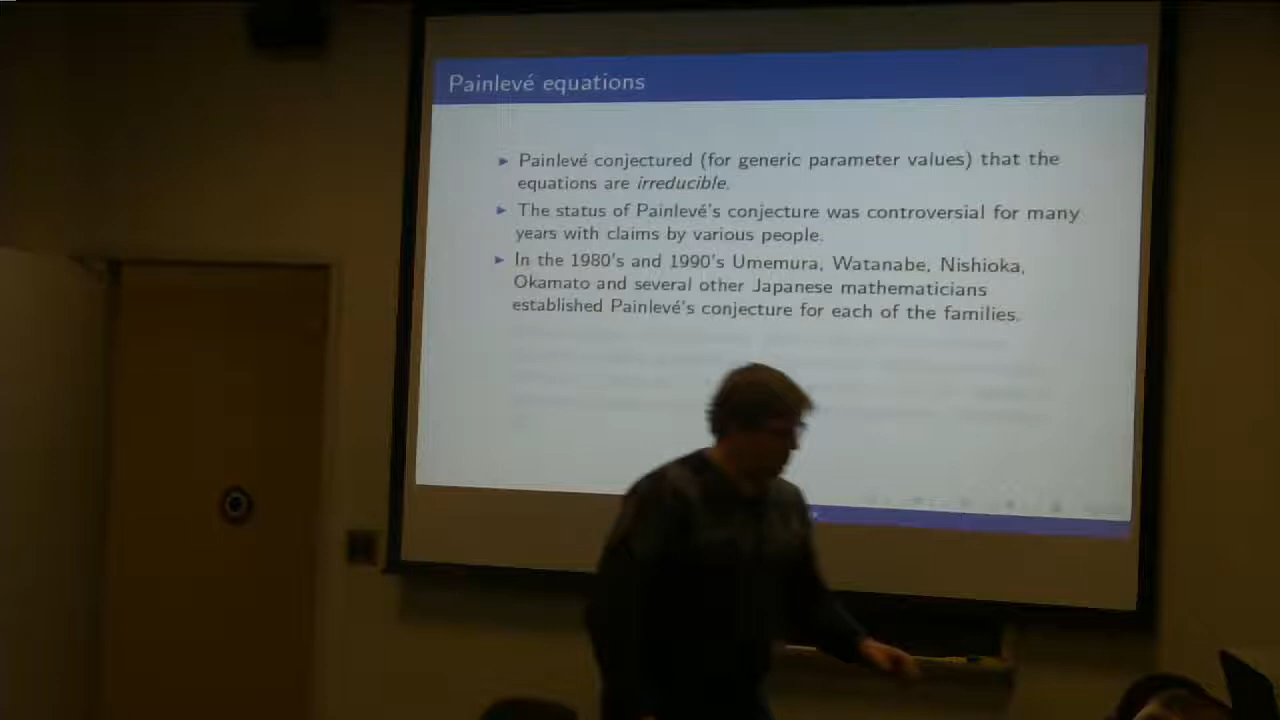 Painlevé equations
Painlevé conjectured (for generic parameter values) that the
equations are irreducible.
The status of Painlevé's conjecture was controversial for many
years with claims by various people.
In the 1980's and 1990's Umemura, Watanabe, Nishioka,
Okamato and several other Japanese mathematicians
established Painlevé's conjecture for each of the families.